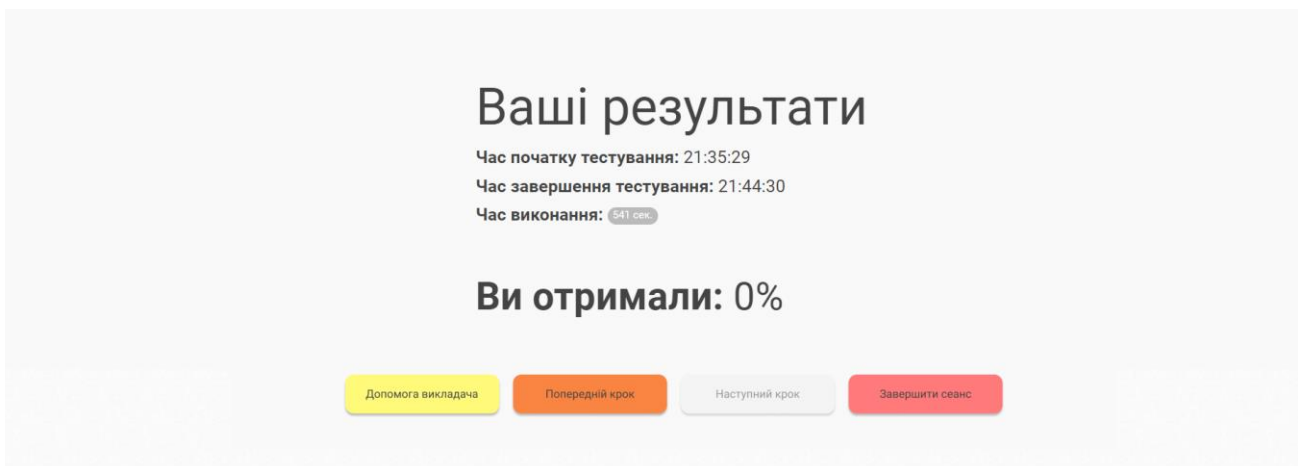 Ваші результати
Час початку тестування: 21:35:29
Час завершення тестування: 21:44:30
Час виконання: 541 сек.
Ви отримали: 0%
Допомога викладача Попередній крок Наступний крок Завершити сеанс